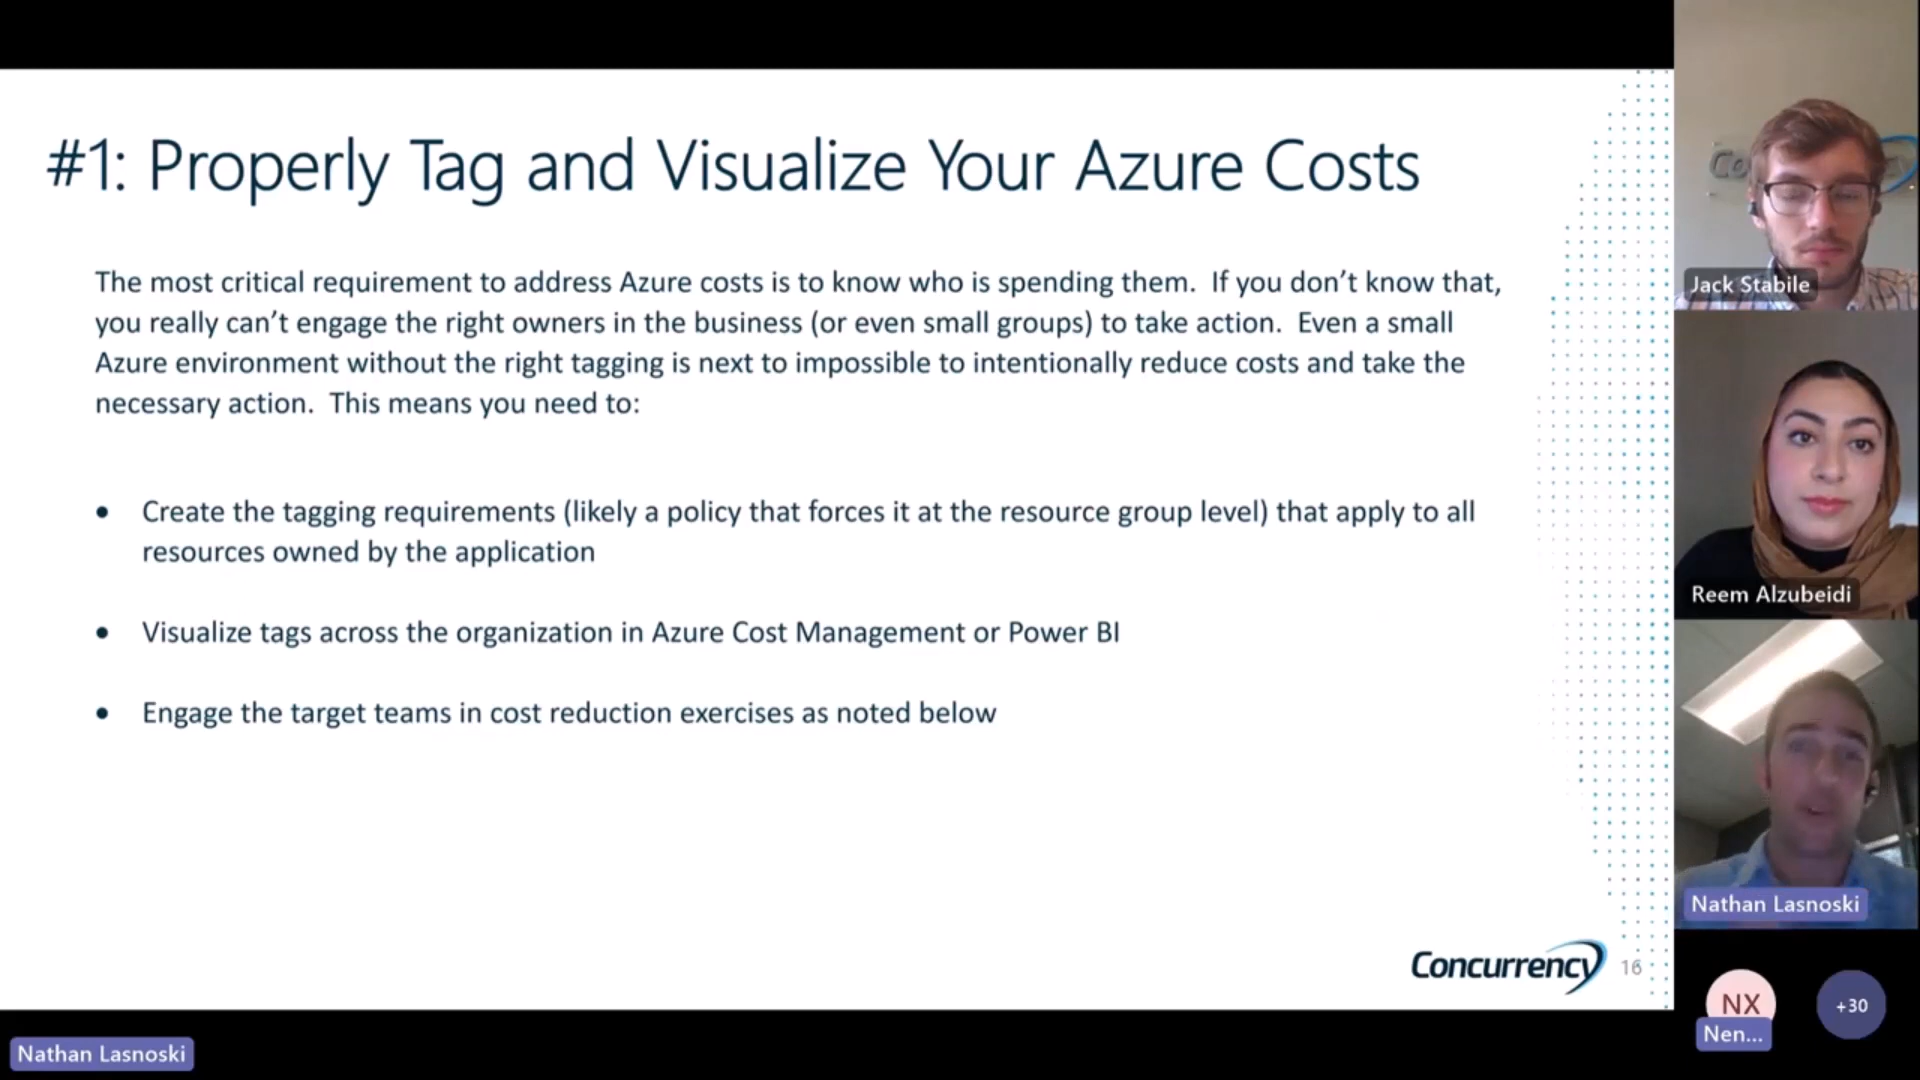 #1: Properly Tag and Visualize Your Azure Costs
The most critical requirement to address Azure costs is to know who is spending them.  If you don’t know that,
you really can’t engage the right owners in the business (or even small groups) to take action.  Even a small
Azure environment without the right tagging is next to impossible to intentionally reduce costs and take the
necessary action.  This means you need to:
• Create the tagging requirements (likely a policy that forces it at the resource group level) that apply to all
resources owned by the application
• Visualize tags across the organization in Azure Cost Management or Power BI
• Engage the target teams in cost reduction exercises as noted below
Concurrency
16
Nathan Lasnoski
Co
Jack Stabile
Reem Alzubeidi
Nathan Lasnoski
NX
Nen...
+30